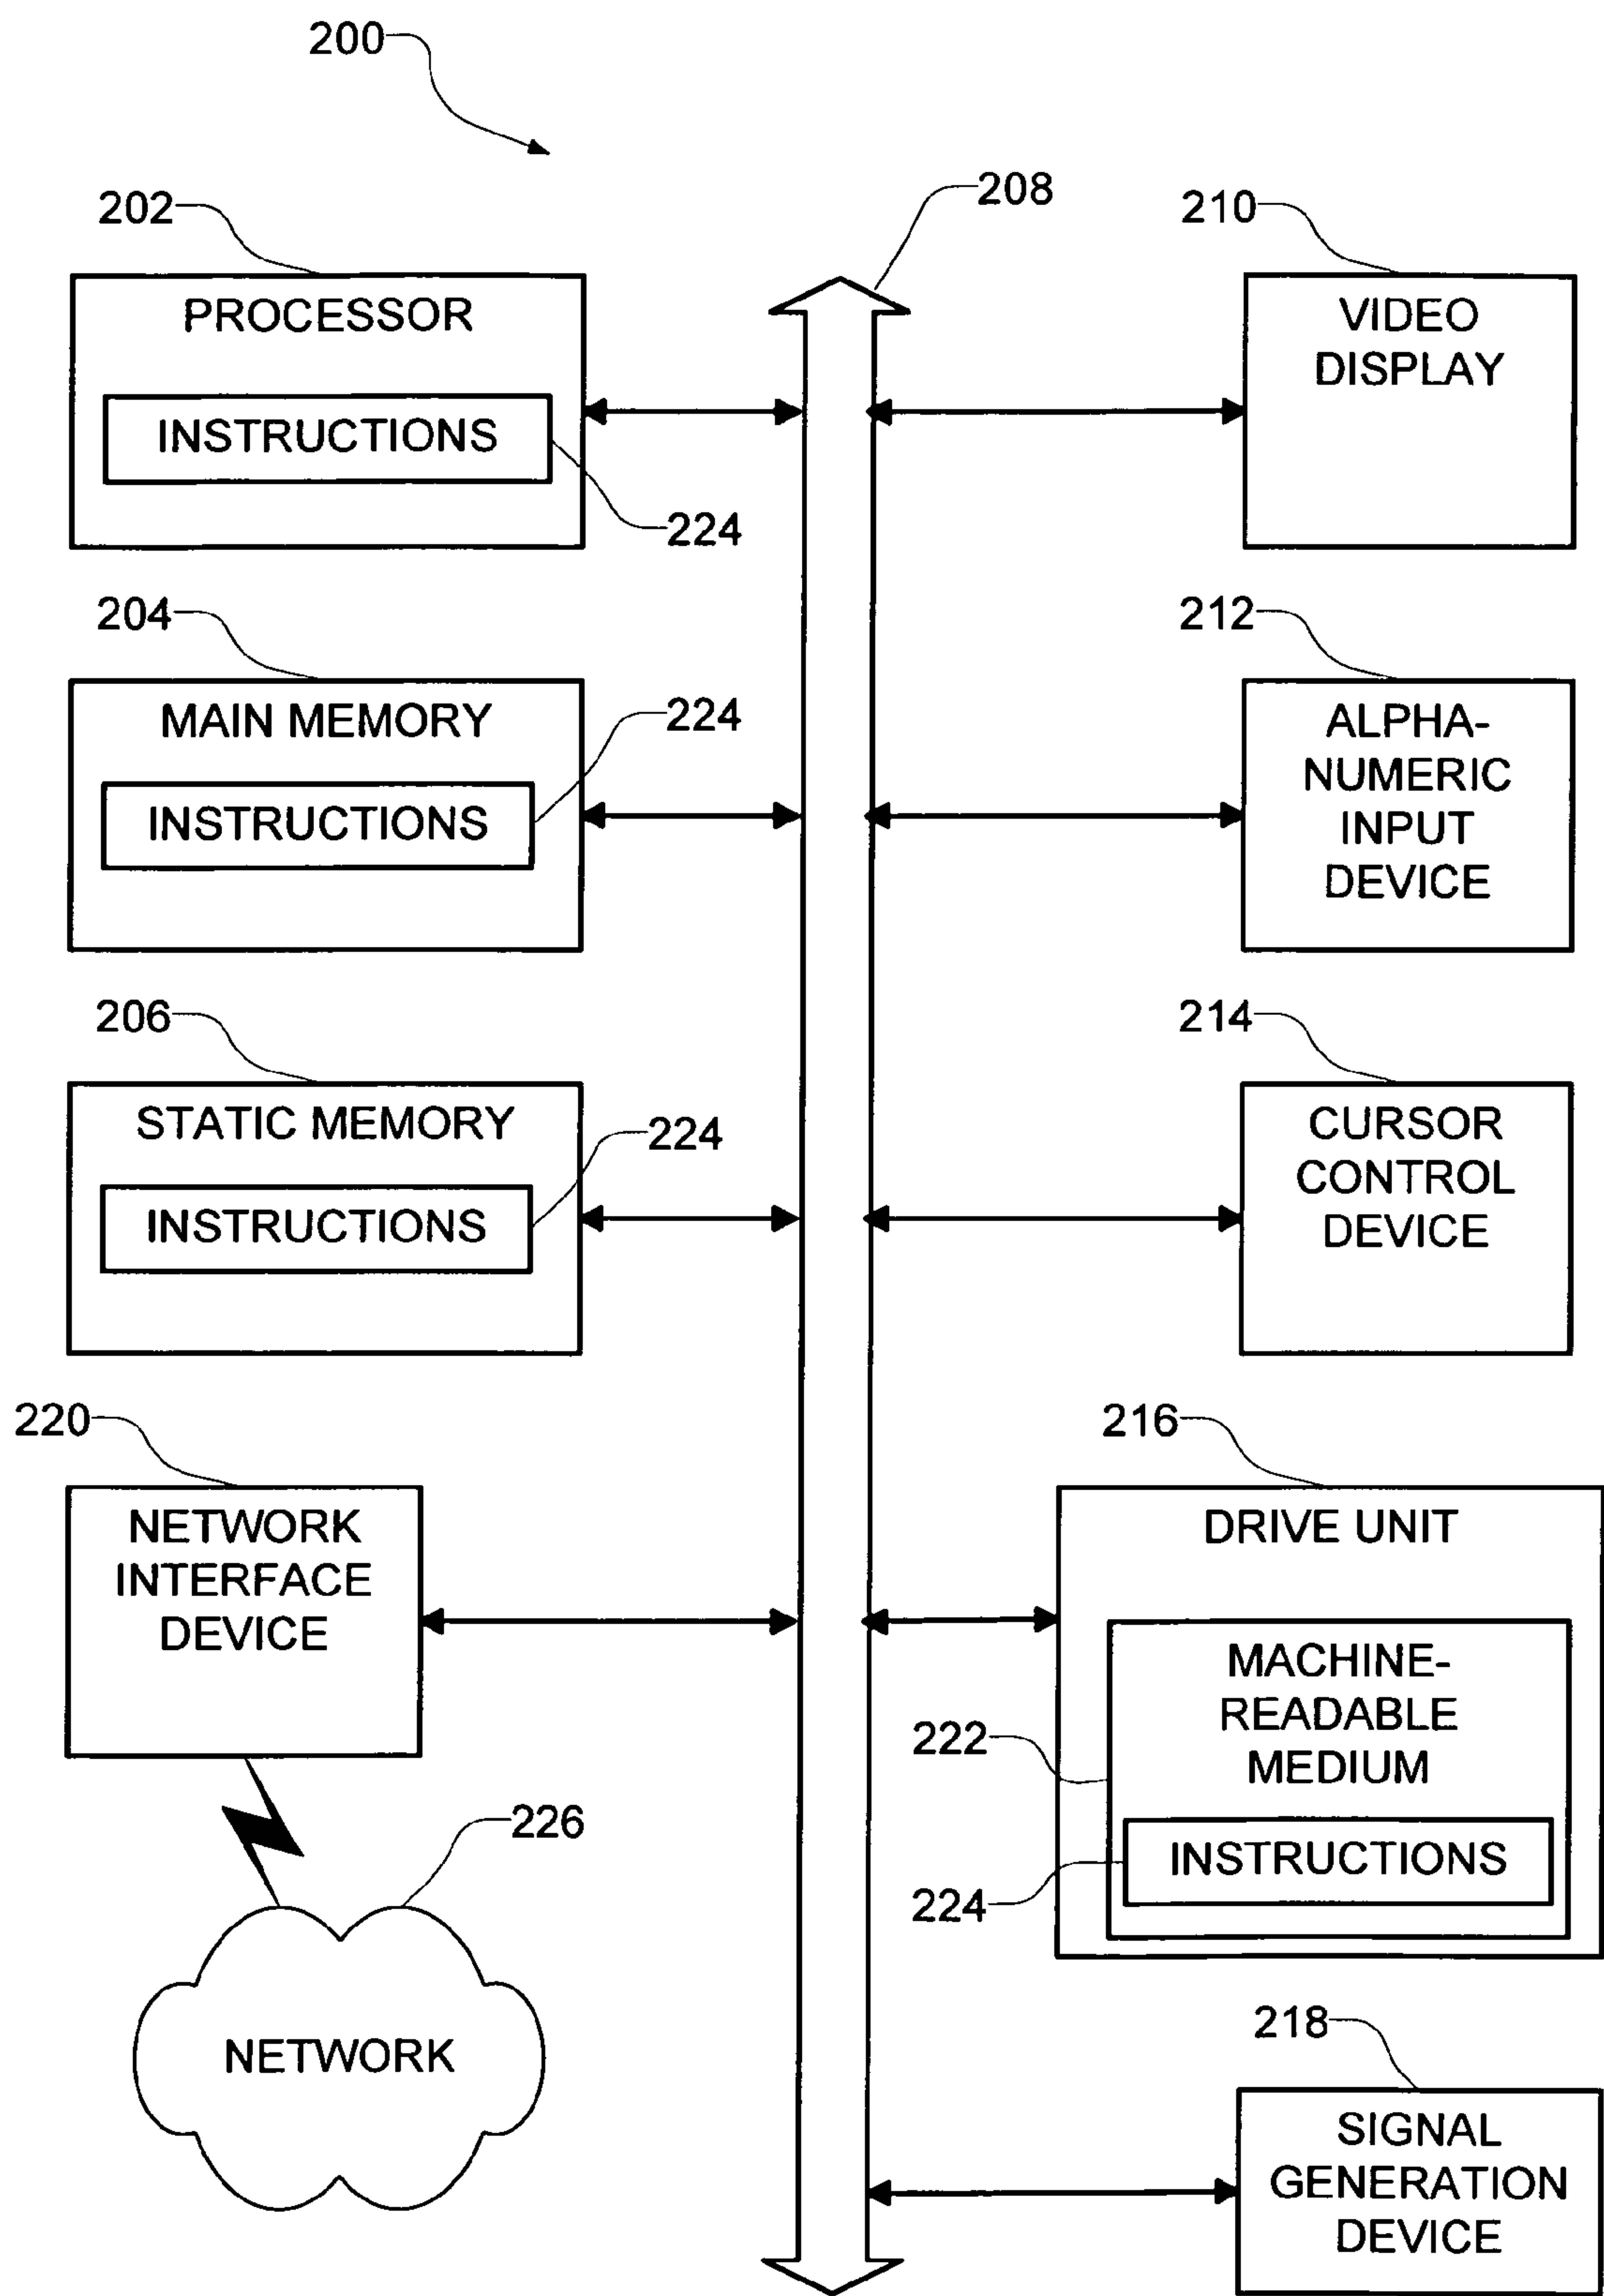 200
202
208
210
PROCESSOR
INSTRUCTIONS
224
VIDEO
DISPLAY
204
212
MAIN MEMORY
224
INSTRUCTIONS
ALPHA-
NUMERIC
INPUT
DEVICE
206
214
STATIC MEMORY
224
INSTRUCTIONS
CURSOR
CONTROL
DEVICE
220
216
NETWORK
INTERFACE
DEVICE
DRIVE UNIT
MACHINE-
READABLE
MEDIUM
222
INSTRUCTIONS
224
226
NETWORK
218
SIGNAL
GENERATION
DEVICE